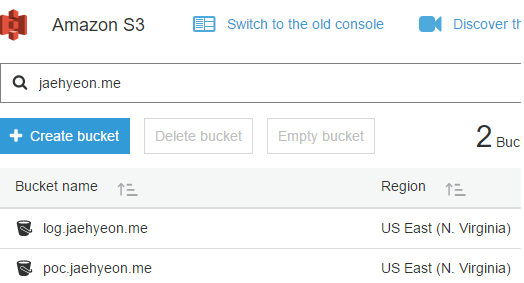 Amazon S3 Switch to the old console Discover th
jaehyeon.me
Create bucket Delete bucket Empty bucket 2 Buc
Bucket name Region
log.jaehyeon.me US East (N. Virginia)
poc.jaehyeon.me US East (N. Virginia)